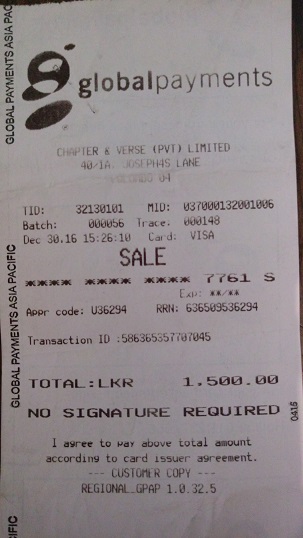 GLOBAL PAYMENTS ASIA PAC
globalpayments
CHAPTER & VERSE (PVT) LIMITED
40/1A, JOSEPH4S LANE
04
TID: 32130101 MID: 037000132001006
Batch: 000056 Trace: 000148
Dec 30,16 15:26:10 Card: VISA
SALE
**** **** **** 7761 S
Exp: **/**
Appr code: U36294 RRN: 636509536294
Transaction ID :586365357707045
TOTAL:LKR 1,500.00
NO SIGNATURE REQUIRED
I agree to pay above total amount
according to card issuer agreement.
--- CUSTOMER COPY ---
REGIONAL_GPAP 1.0.32.5
GLOBAL PAYMENTS ASIA PACIFIC
0416
IFIC